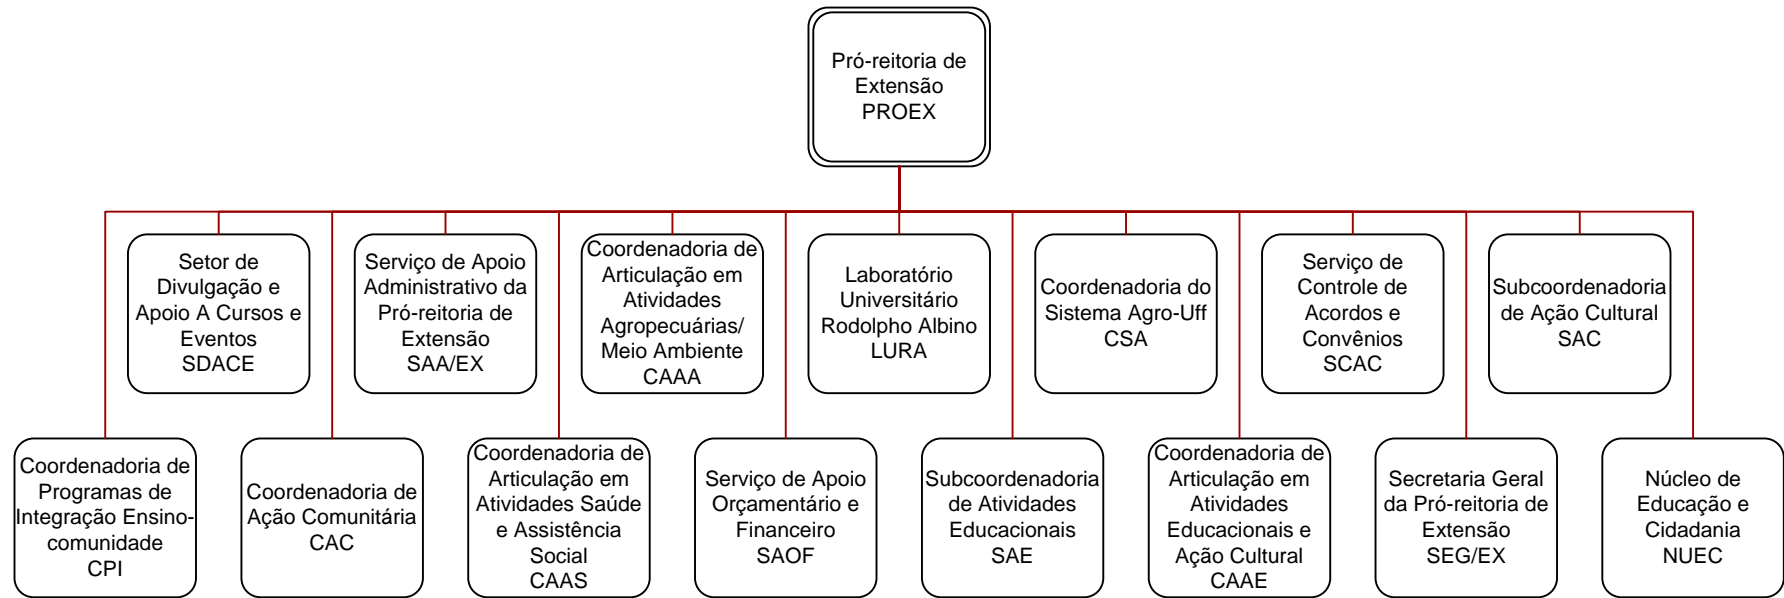 Pró-reitoria de
Extensão
PROEX
Setor de
Divulgação e
Apoio A Cursos e
Eventos
SDACE
Serviço de Apoio
Administrativo da
Pró-reitoria de
Extensão
SAA/EX
Coordenadoria de
Articulação em
Atividades
Agropecuárias/
Meio Ambiente
CAAA
Laboratório
Universitário
Rodolpho Albino
LURA
Coordenadoria do
Sistema Agro-Uff
CSA
Serviço de
Controle de
Acordos e
Convênios
SCAC
Subcoordenadoria
de Ação Cultural
SAC
Coordenadoria de
Programas de
Integração Ensino-
comunidade
CPI
Coordenadoria de
Ação Comunitária
CAC
Coordenadoria de
Articulação em
Atividades Saúde
e Assistência
Social
CAAS
Serviço de Apoio
Orçamentário e
Financeiro
SAOF
Subcoordenadoria
de Atividades
Educacionais
SAE
Coordenadoria de
Articulação em
Atividades
Educacionais e
Ação Cultural
CAAE
Secretaria Geral
da Pró-reitoria de
Extensão
SEG/EX
Núcleo de
Educação e
Cidadania
NUEC